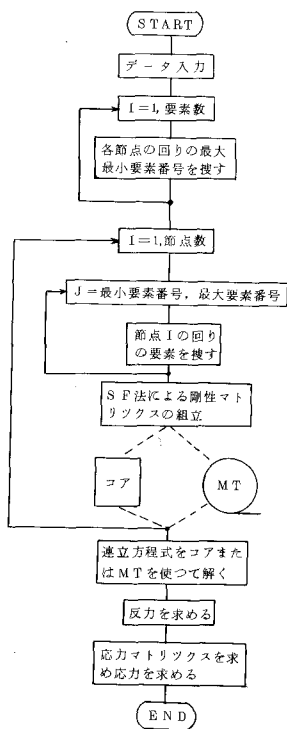 START
データ入力
I=1,要素数
各節点の回りの最大
最小要素番号を捜す
I=1,節点数
J=最小要素番号,最大要素番号
節点Iの回り
の要素を捜す
SF法による剛性マト
リツクスの組立
コア
MT
連立方程式をコアまた
はMTを使つて解く
反力を求める
応力マトリツクスを求
め応力を求める
END